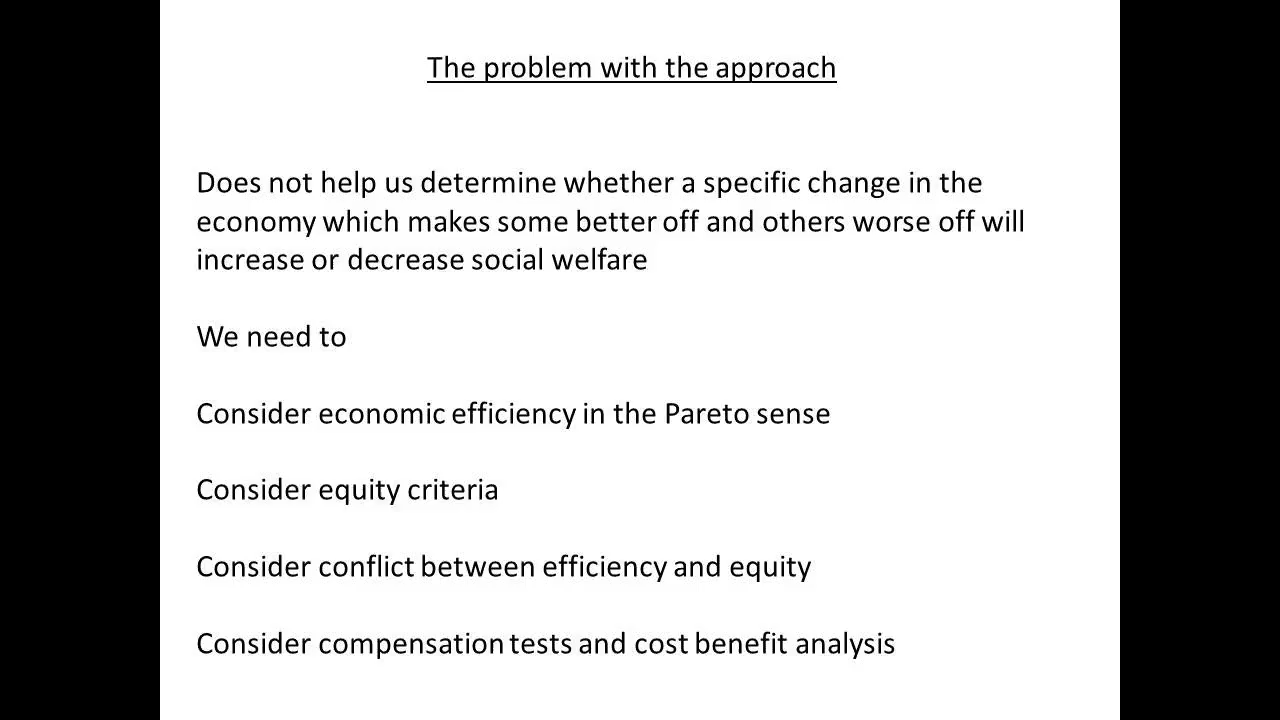 The problem with the approach
Does not help us determine whether a specific change in the
economy which makes some better off and others worse off will
increase or decrease social welfare
We need to
Consider economic efficiency in the Pareto sense
Consider equity criteria
Consider conflict between efficiency and equity
Consider compensation tests and cost benefit analysis